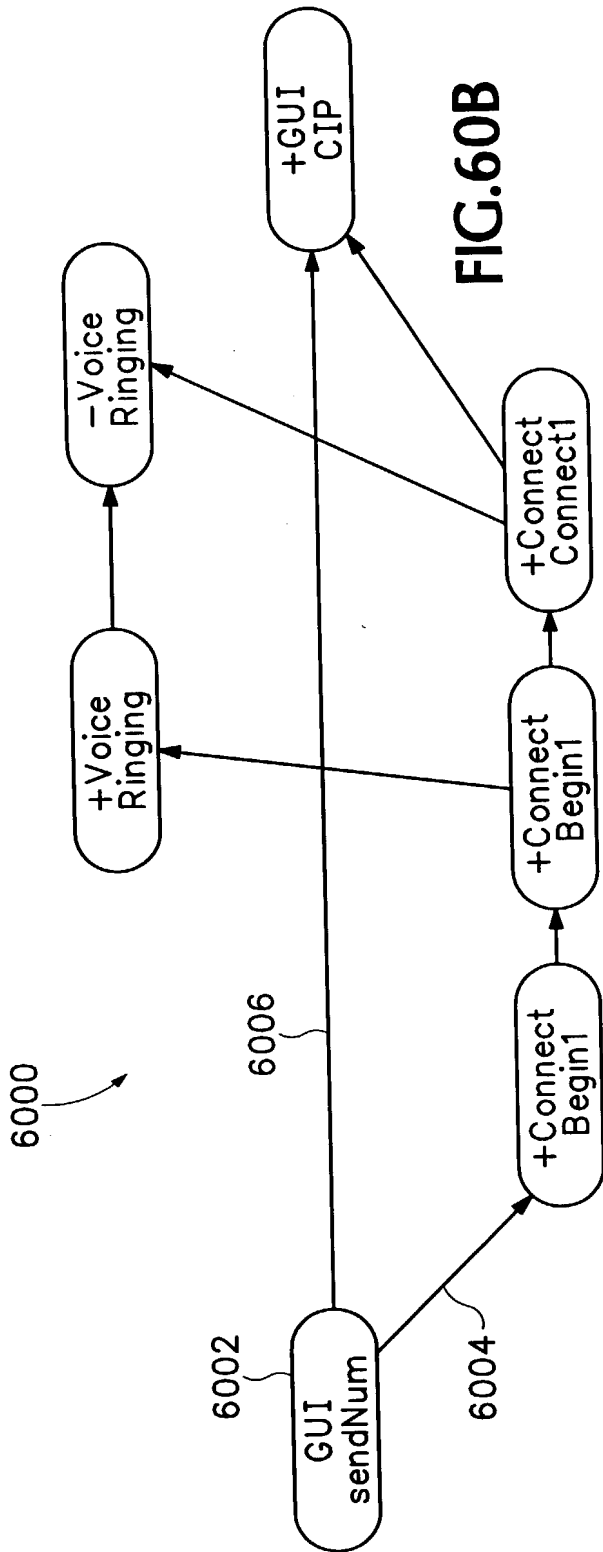 6000
+Voice
Ringing
−Voice
Ringing
6002
6006
GUI
sendNum
+GUI
CIP
6004
+Connect
Begin1
+Connect
Begin1
+Connect
Connect1
FIG.60B